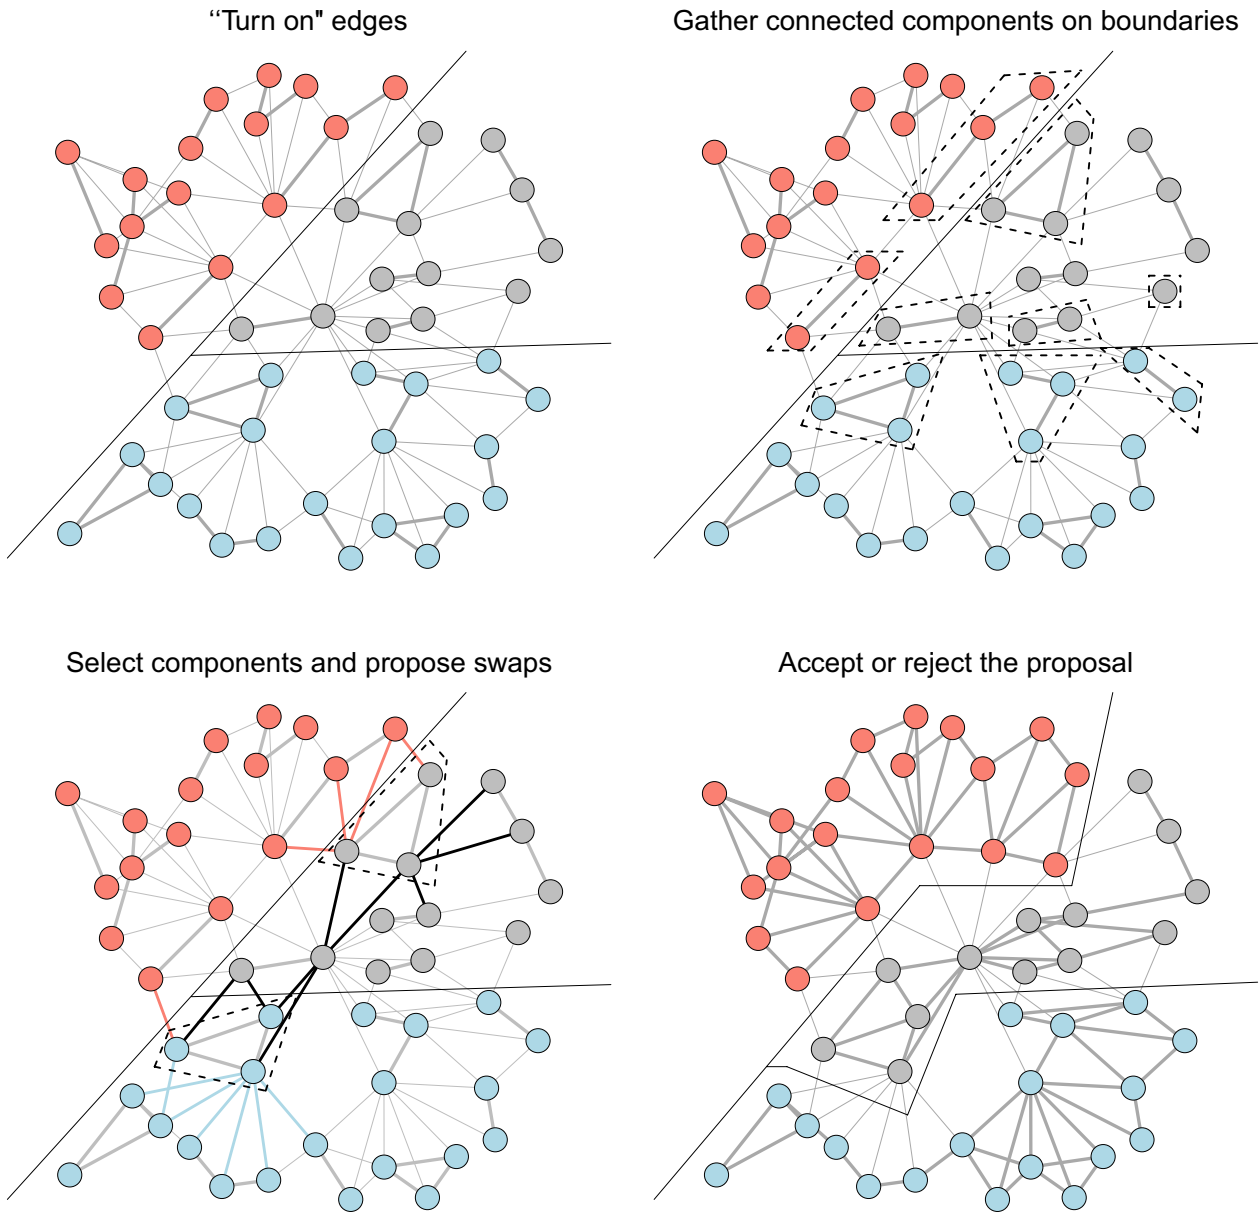 “Turn on" edges
Gather connected components on boundaries
Select components and propose swaps
Accept or reject the proposal